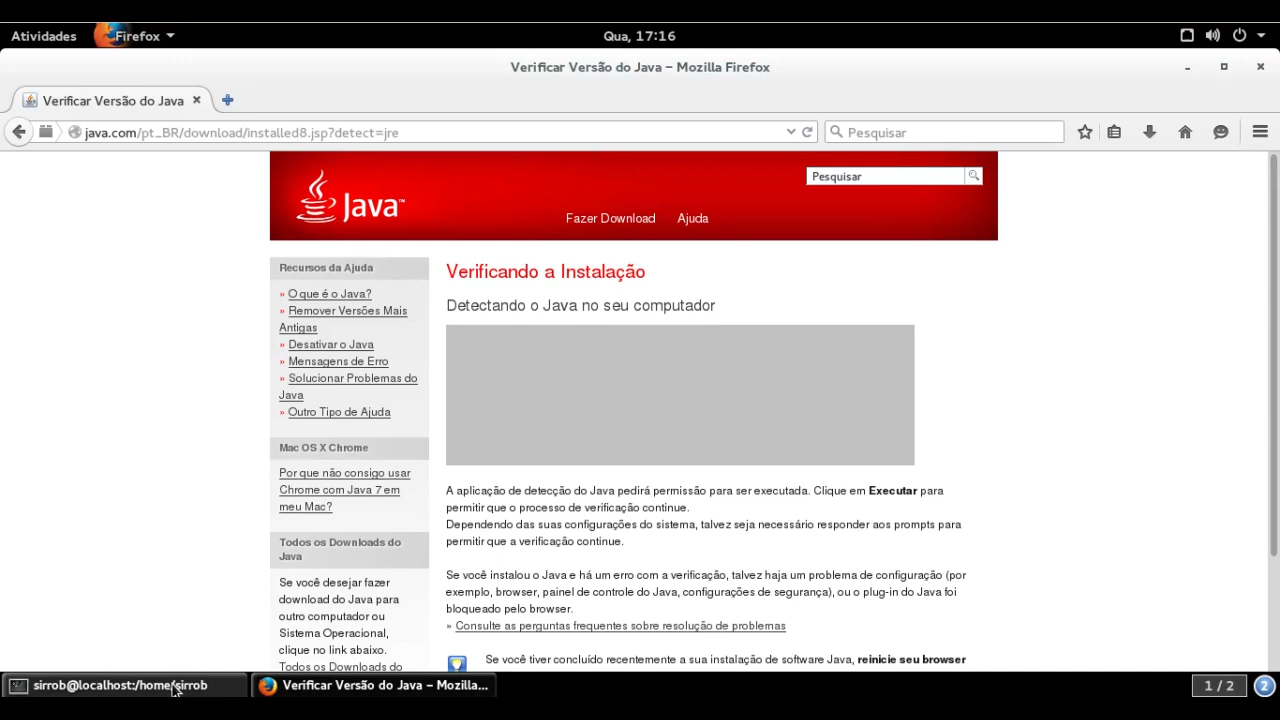 Atividades Firefox Qua, 17:16
Verificar Versão do Java – Mozilla Firefox
Verificar Versão do Java
java.com/pt_BR/download/installed8.jsp?detect=jre Pesquisar
Pesquisar
Java™
Fazer Download Ajuda
Recursos da Ajuda
» O que é o Java?
» Remover Versões Mais
Antigas
» Desativar o Java
» Mensagens de Erro
» Solucionar Problemas do
Java
» Outro Tipo de Ajuda
Mac OS X Chrome
Por que não consigo usar
Chrome com Java 7 em
meu Mac?
Todos os Downloads do
Java
Se você desejar fazer
download do Java para
outro computador ou
Sistema Operacional,
clique no link abaixo.
Todos os Downloads do
Verificando a Instalação
Detectando o Java no seu computador
A aplicação de detecção do Java pedirá permissão para ser executada. Clique em Executar para
permitir que o processo de verificação continue.
Dependendo das suas configurações do sistema, talvez seja necessário responder aos prompts para
permitir que a verificação continue.
Se você instalou o Java e há um erro com a verificação, talvez haja um problema de configuração (por
exemplo, browser, painel de controle do Java, configurações de segurança), ou o plug-in do Java foi
bloqueado pelo browser.
» Consulte as perguntas frequentes sobre resolução de problemas
Se você tiver concluído recentemente a sua instalação de software Java, reinicie seu browser
sirrob@localhost:/home/sirrob Verificar Versão do Java – Mozilla... 1 / 2 2